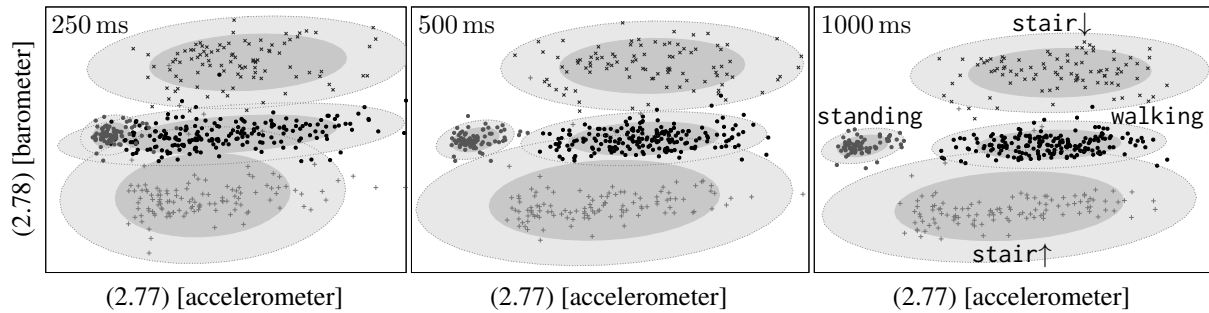 250 ms
500 ms
1000 ms
stair↓
standing
walking
stair↑
(2.78) [barometer]
(2.77) [accelerometer]
(2.77) [accelerometer]
(2.77) [accelerometer]